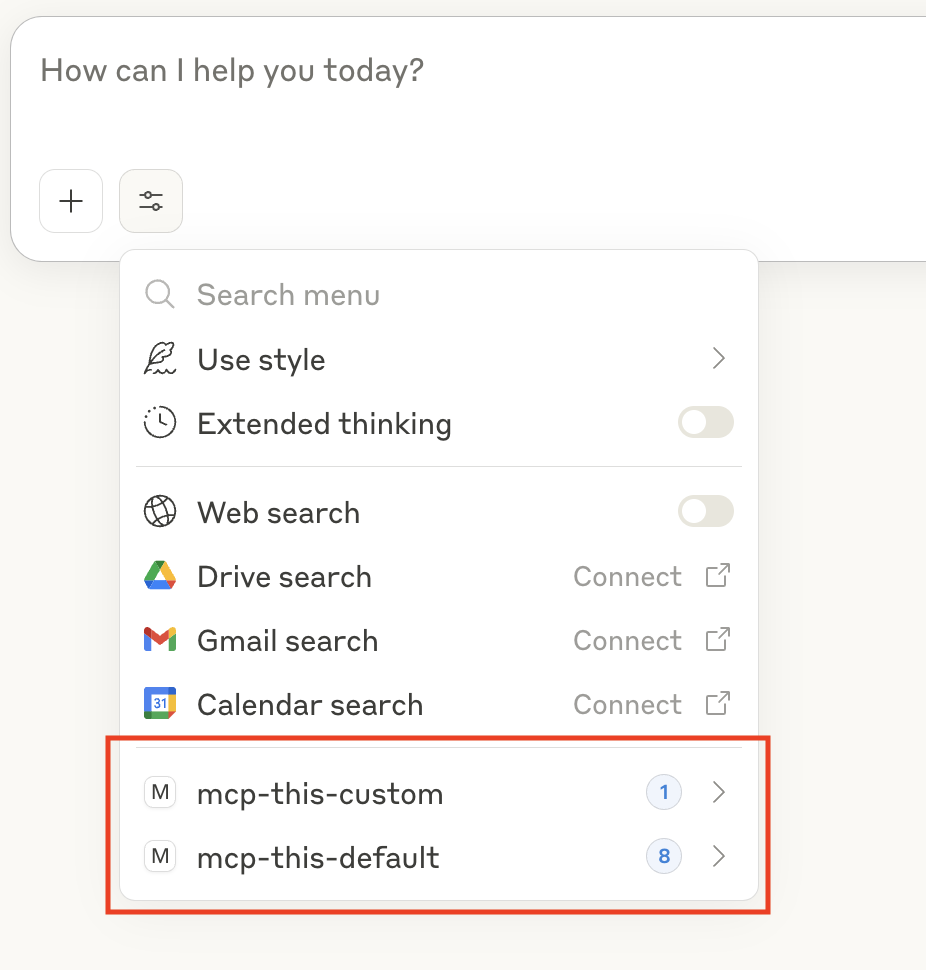 How can I help you today?
Search menu
Use style
Extended thinking
Web search
Drive search Connect
Gmail search Connect
31 Calendar search Connect
M mcp-this-custom 1
M mcp-this-default 8